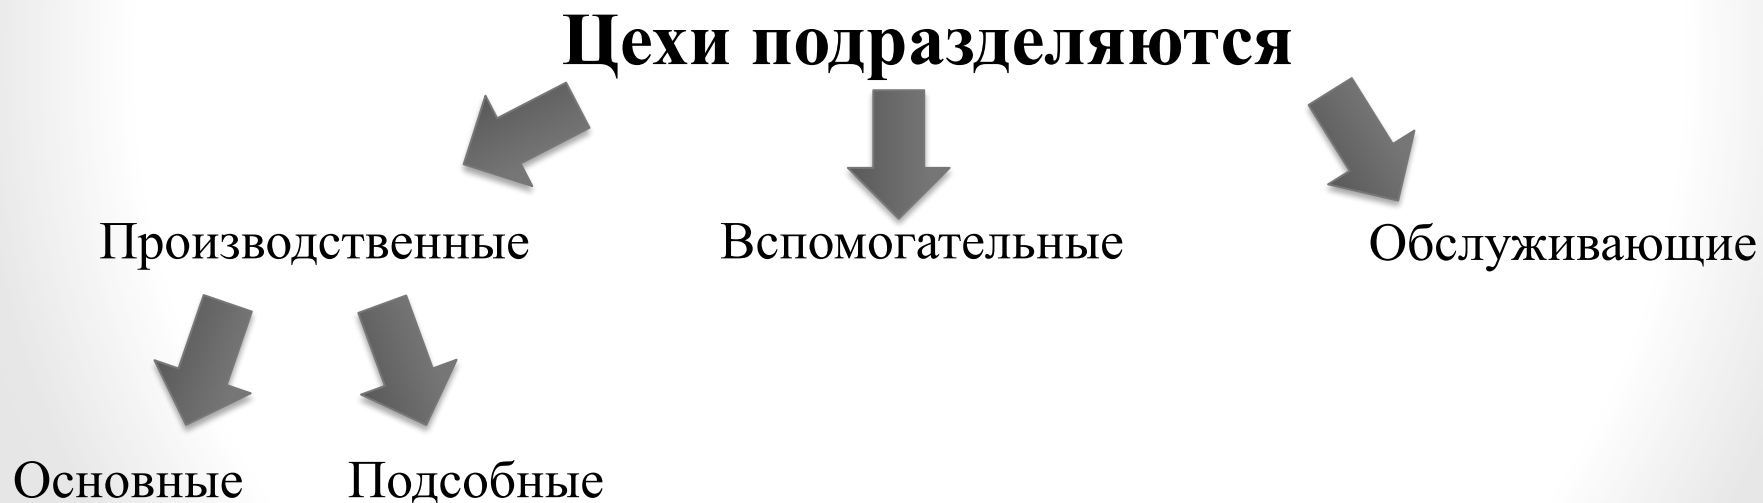 Цехи подразделяются
Производственные
Вспомогательные
Обслуживающие
Основные
Подсобные